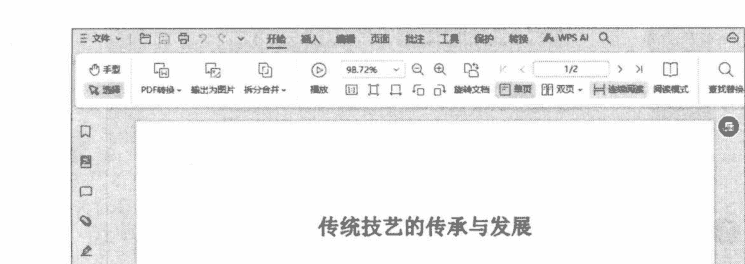 三 文件 开始 插入 编辑 页面 批注 工具 保护 转换 WPS AI
手型 98.72% 1/2
选择 PDF转换 输出为图片 拆分合并 播放 1:1 旋转文档 单页 双页 连续阅读 阅读模式 查找替换
传统技艺的传承与发展